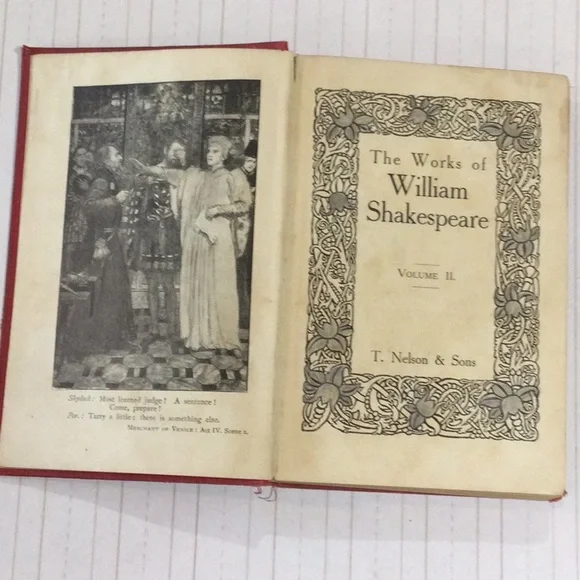 Shylock: Most learned judge! A sentence!
Come, prepare!
Por.: Tarry a little: there is something else.
Merchant of Venice: Act IV. Scene 1.
The Works of
William
Shakespeare
Volume II.
T. Nelson & Sons